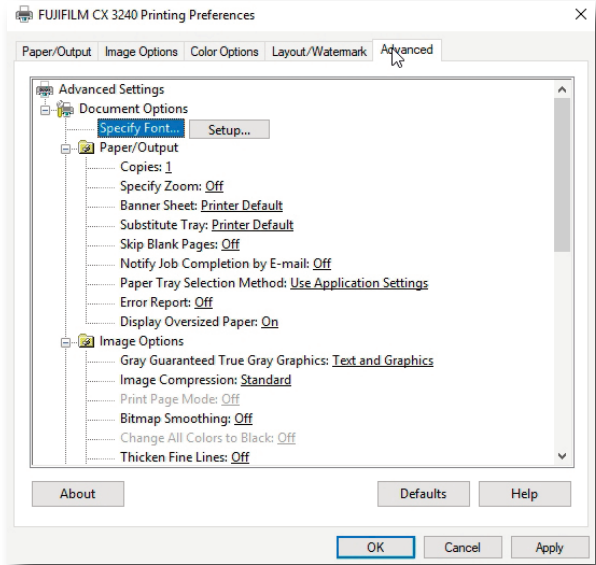 FUJIFILM CX 3240 Printing Preferences
Paper/Output Image Options Color Options Layout/Watermark Advanced
Advanced Settings
Document Options
Specify Font... Setup...
Paper/Output
Copies: 1
Specify Zoom: Off
Banner Sheet: Printer Default
Substitute Tray: Printer Default
Skip Blank Pages: Off
Notify Job Completion by E-mail: Off
Paper Tray Selection Method: Use Application Settings
Error Report: Off
Display Oversized Paper: On
Image Options
Gray Guaranteed True Gray Graphics: Text and Graphics
Image Compression: Standard
Print Page Mode: Off
Bitmap Smoothing: Off
Change All Colors to Black: Off
Thicken Fine Lines: Off
About Defaults Help
OK Cancel Apply